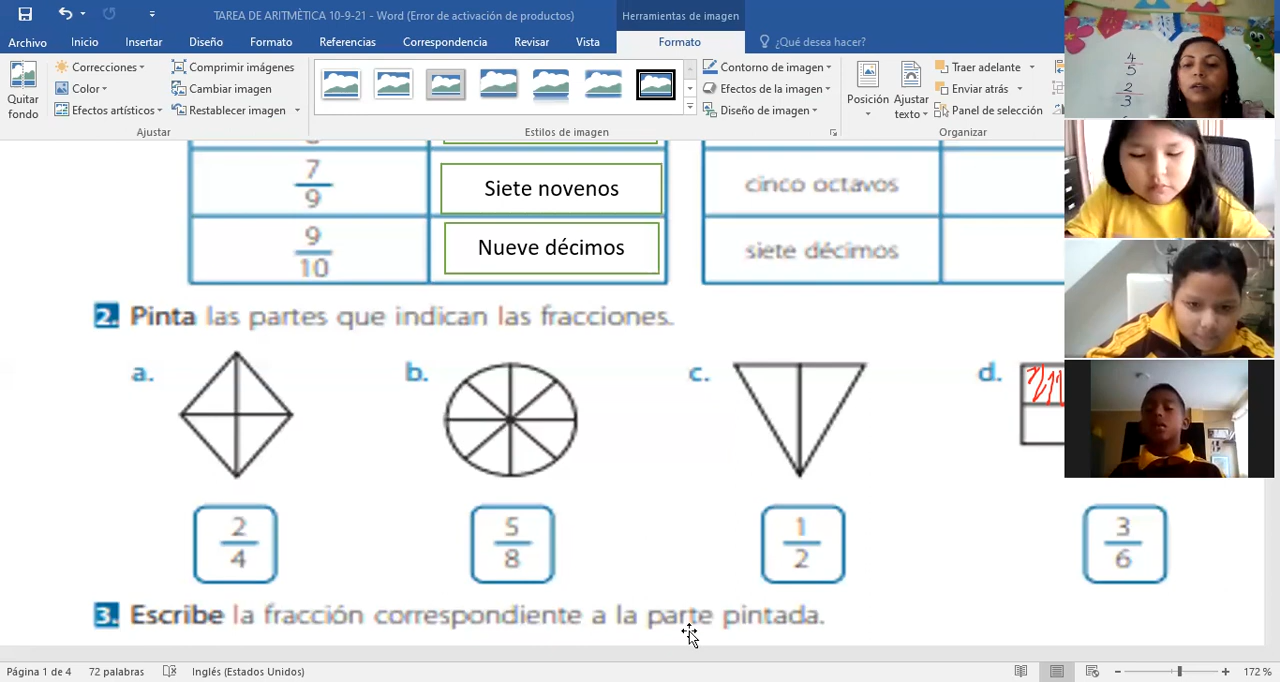 TAREA DE ARITMÈTICA 10-9-21 - Word (Error de activación de productos)
Herramientas de imagen
Archivo Inicio Insertar Diseño Formato Referencias Correspondencia Revisar Vista Formato ¿Qué desea hacer?
Quitar fondo
Correcciones
Color
Efectos artísticos
Comprimir imágenes
Cambiar imagen
Restablecer imagen
Ajustar
Estilos de imagen
Contorno de imagen
Efectos de la imagen
Diseño de imagen
Posición
Ajustar texto
Traer adelante
Enviar atrás
Panel de selección
Organizar
4/5
2/3
7/9 Siete novenos cinco octavos
9/10 Nueve décimos siete décimos
2. Pinta las partes que indican las fracciones.
a. b. c. d.
2/4 5/8 1/2 3/6
3. Escribe la fracción correspondiente a la parte pintada.
Página 1 de 4 72 palabras Inglés (Estados Unidos) 172 %